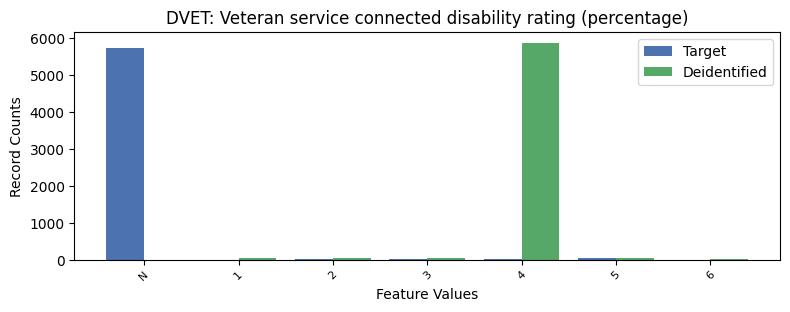 DVET: Veteran service connected disability rating (percentage)
Target
Deidentified
Record Counts
6000
5000
4000
3000
2000
1000
0
N 1 2 3 4 5 6
Feature Values